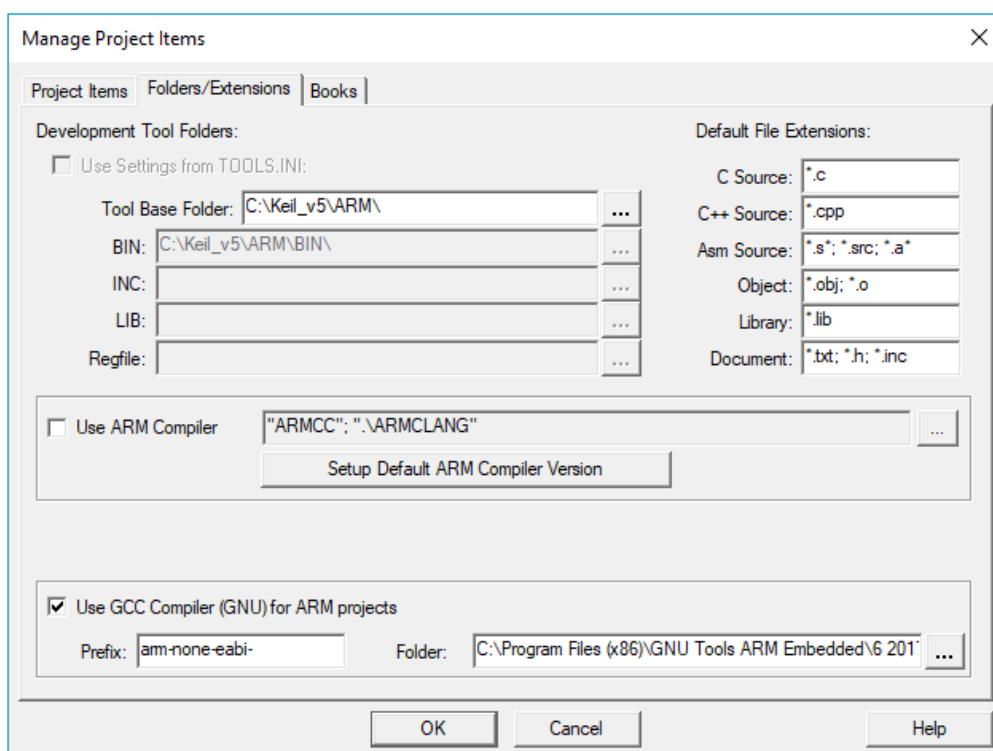 Manage Project Items
Project Items Folders/Extensions Books
Development Tool Folders:
Default File Extensions:
Use Settings from TOOLS.INI:
C Source: *.c
Tool Base Folder: C:\Keil_v5\ARM\ ...
C++ Source: *.cpp
BIN: C:\Keil_v5\ARM\BIN\ ...
Asm Source: *.s*; *.src; *.a*
INC: ...
Object: *.obj; *.o
LIB: ...
Library: *.lib
Regfile: ...
Document: *.txt; *.h; *.inc
Use ARM Compiler "ARMCC"; ".\ARMCLANG" ...
Setup Default ARM Compiler Version
Use GCC Compiler (GNU) for ARM projects
Prefix: arm-none-eabi- Folder: C:\Program Files (x86)\GNU Tools ARM Embedded\6 201 ...
OK Cancel Help